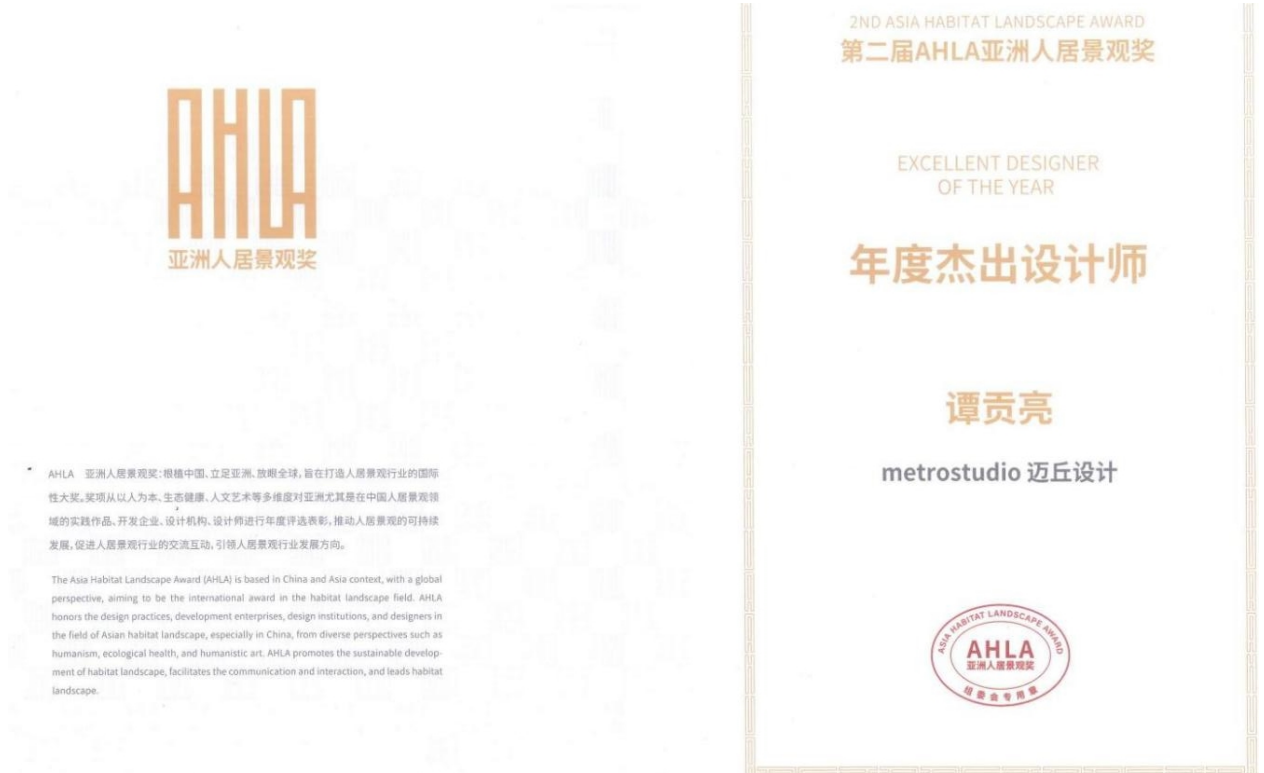 AHLA
亚洲人居景观奖
AHLA 亚洲人居景观奖:根植中国、立足亚洲、放眼全球,旨在打造人居景观行业的国际
性大奖。奖项从以人为本、生态健康、人文艺术等多维度对亚洲尤其是在中国人居景观领
域的实践作品、开发企业、设计机构、设计师进行年度评选表彰,推动人居景观的可持续
发展,促进人居景观行业的交流互动,引领人居景观行业发展方向。
The Asia Habitat Landscape Award (AHLA) is based in China and Asia context, with a global
perspective, aiming to be the international award in the habitat landscape field. AHLA
honors the design practices, development enterprises, design institutions, and designers in
the field of Asian habitat landscape, especially in China, from diverse perspectives such as
humanism, ecological health, and humanistic art. AHLA promotes the sustainable develop-
ment of habitat landscape, facilitates the communication and interaction, and leads habitat
landscape.
2ND ASIA HABITAT LANDSCAPE AWARD
第二届AHLA亚洲人居景观奖
EXCELLENT DESIGNER
OF THE YEAR
年度杰出设计师
谭贡亮
metrostudio 迈丘设计
ASIA HABITAT LANDSCAPE AWARD
AHLA
亚洲人居景观奖
组委会专用章